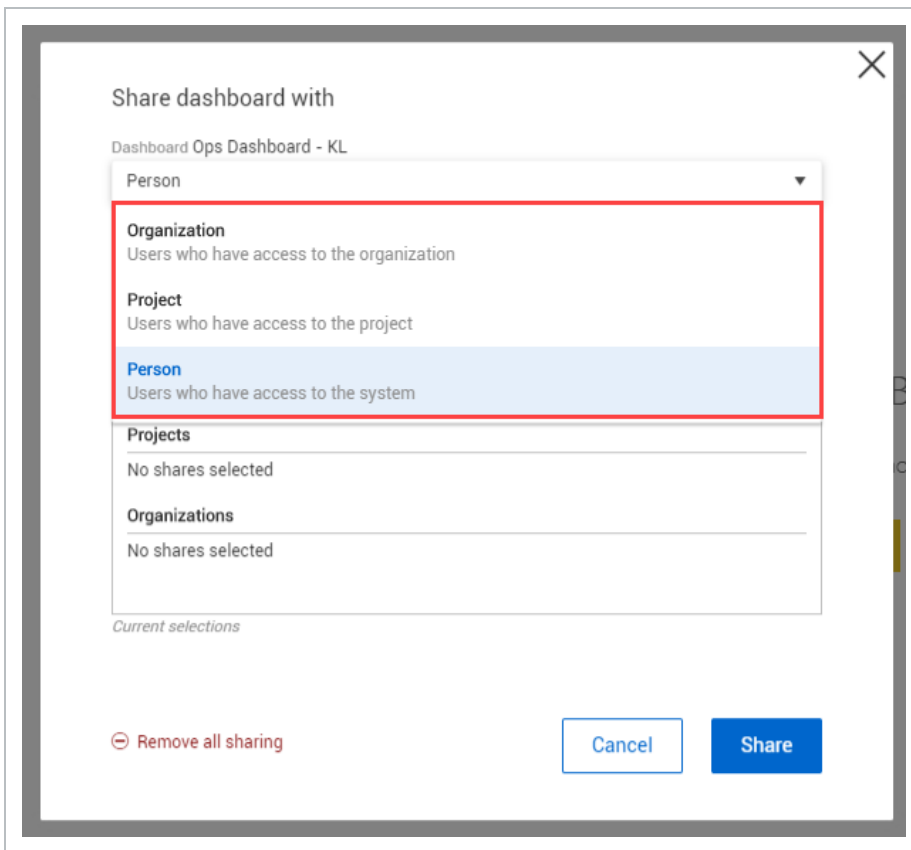 Share dashboard with
Dashboard Ops Dashboard - KL
Person
Organization
Users who have access to the organization
Project
Users who have access to the project
Person
Users who have access to the system
Projects
No shares selected
Organizations
No shares selected
Current selections
Remove all sharing
Cancel
Share